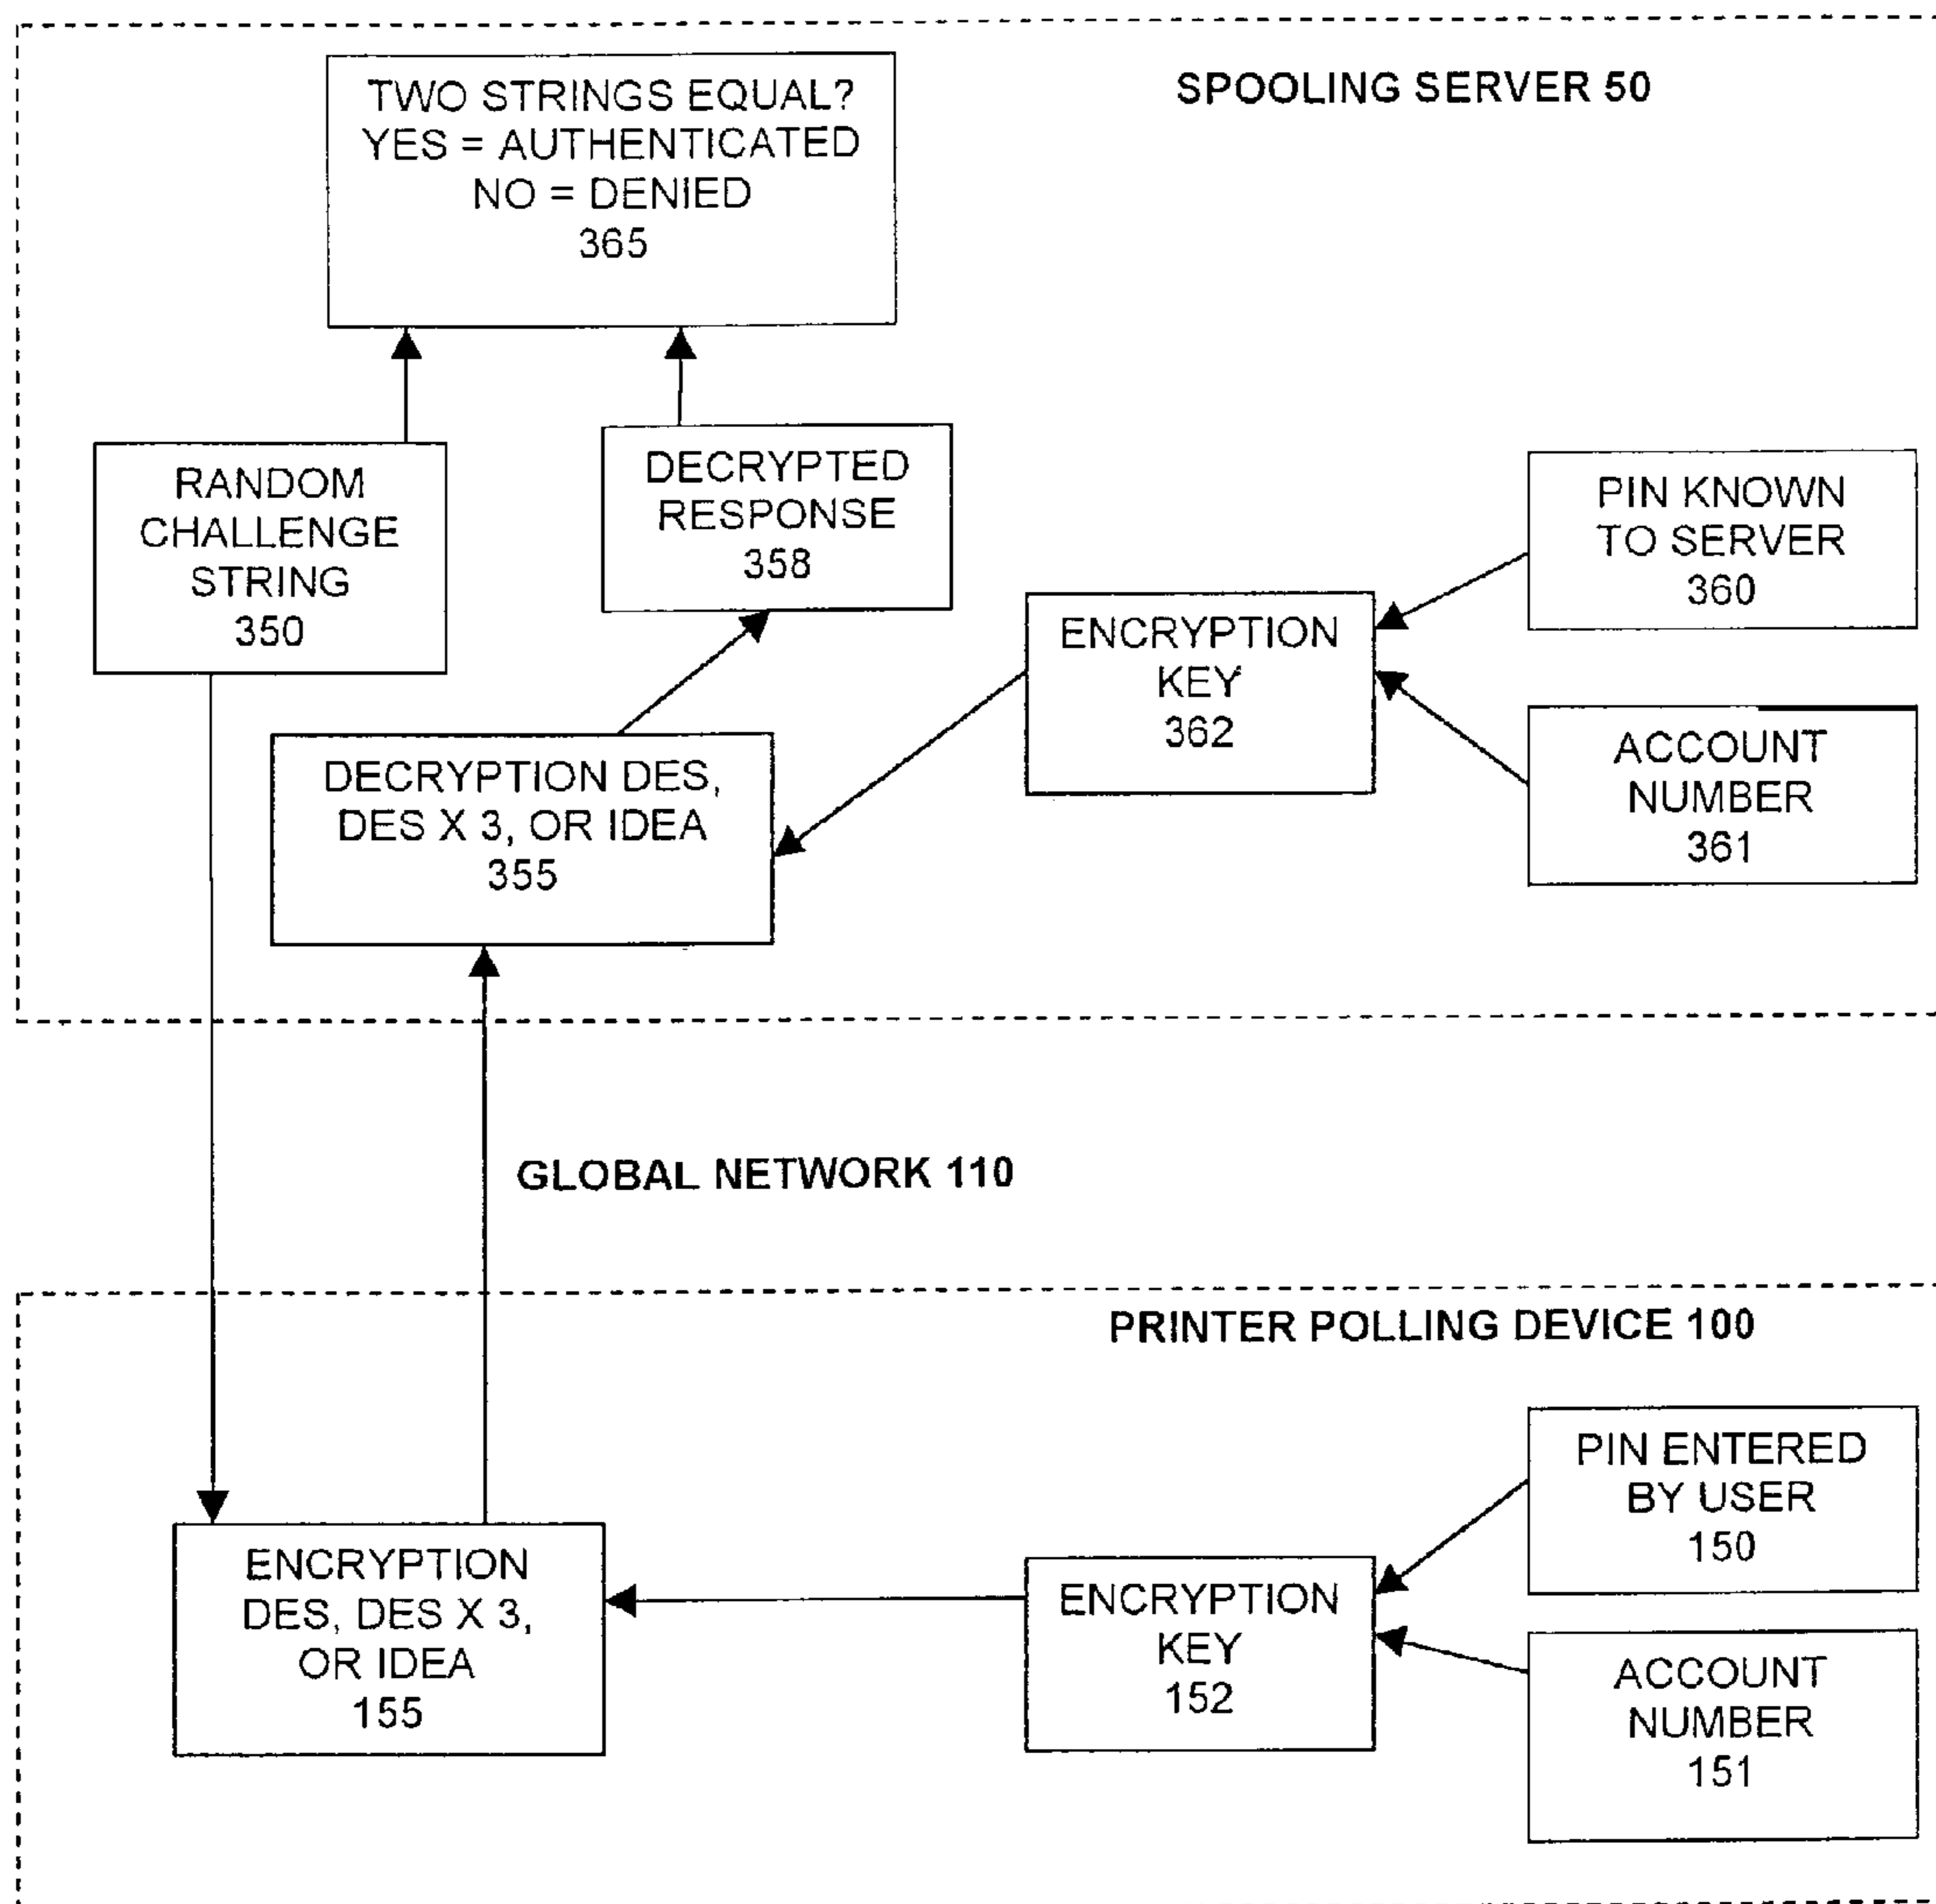 TWO STRINGS EQUAL?
YES = AUTHENTICATED
NO = DENIED
365
SPOOLING SERVER 50
RANDOM
CHALLENGE
STRING
350
DECRYPTED
RESPONSE
358
PIN KNOWN
TO SERVER
360
ENCRYPTION
KEY
362
ACCOUNT
NUMBER
361
DECRYPTION DES,
DES X 3, OR IDEA
355
GLOBAL NETWORK 110
PRINTER POLLING DEVICE 100
PIN ENTERED
BY USER
150
ENCRYPTION
DES, DES X 3,
OR IDEA
155
ENCRYPTION
KEY
152
ACCOUNT
NUMBER
151